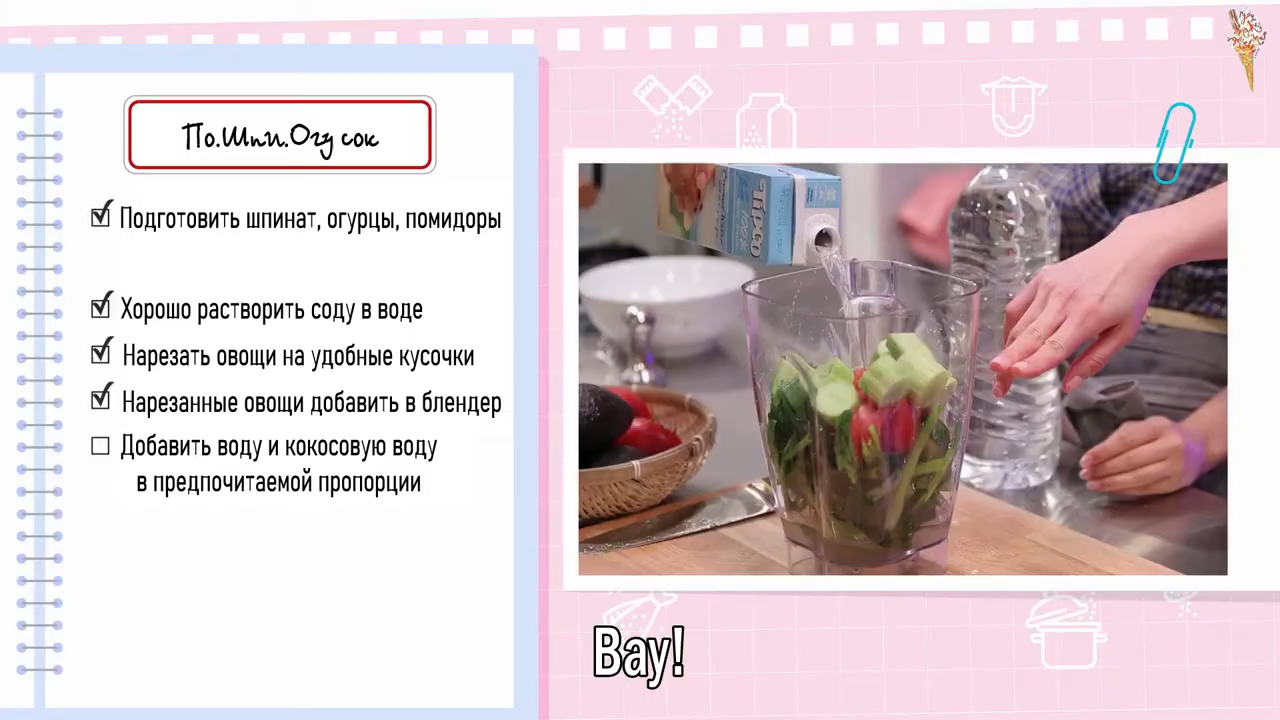 По.Шпи.Огу сок
Подготовить шпинат, огурцы, помидоры
Хорошо растворить соду в воде
Нарезать овощи на удобные кусочки
Нарезанные овощи добавить в блендер
Добавить воду и кокосовую воду
в предпочитаемой пропорции
Вау!